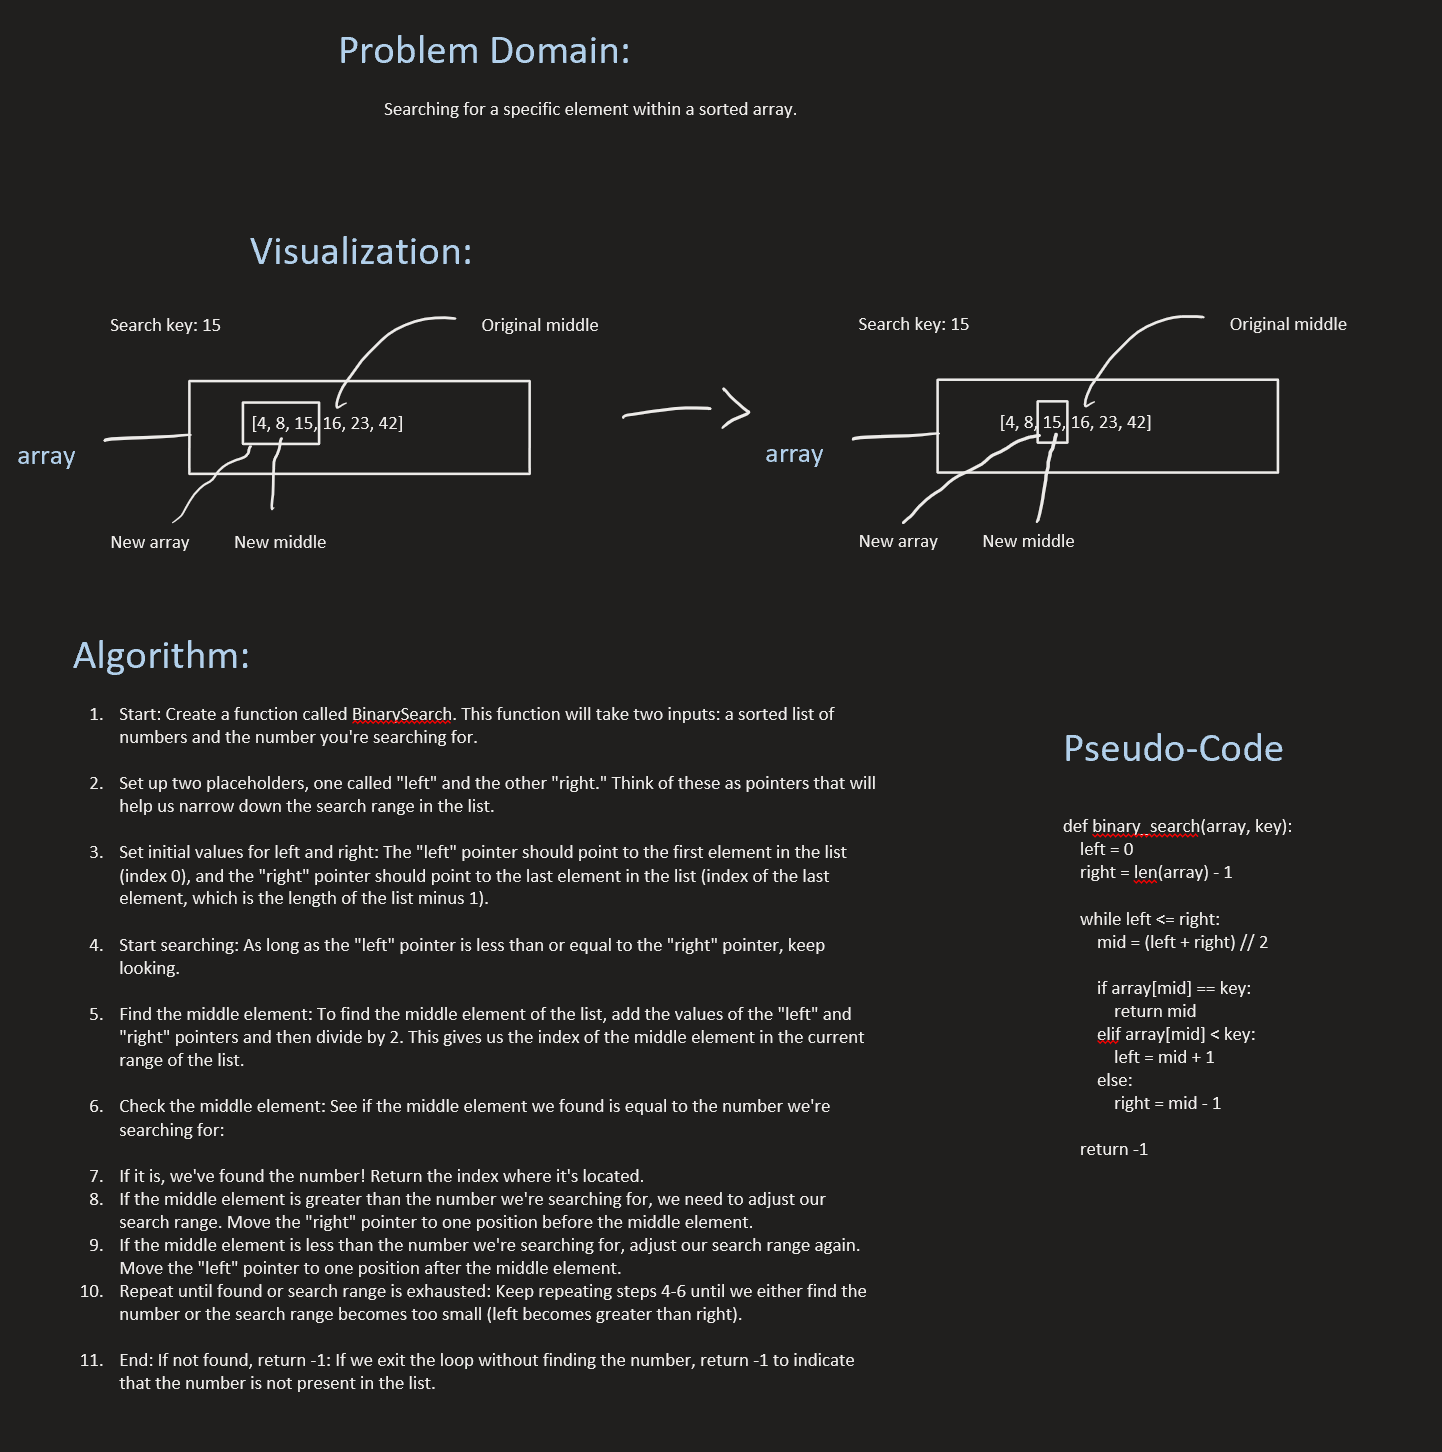 Problem Domain:
Searching for a specific element within a sorted array.
Visualization:
Search key: 15
Original middle
[4, 8, 15, 16, 23, 42]
array
New array
New middle
Search key: 15
Original middle
[4, 8, 15, 16, 23, 42]
array
New array
New middle
Algorithm:
1. Start: Create a function called BinarySearch. This function will take two inputs: a sorted list of
numbers and the number you're searching for.
2. Set up two placeholders, one called "left" and the other "right." Think of these as pointers that will
help us narrow down the search range in the list.
3. Set initial values for left and right: The "left" pointer should point to the first element in the list
(index 0), and the "right" pointer should point to the last element in the list (index of the last
element, which is the length of the list minus 1).
4. Start searching: As long as the "left" pointer is less than or equal to the "right" pointer, keep
looking.
5. Find the middle element: To find the middle element of the list, add the values of the "left" and
"right" pointers and then divide by 2. This gives us the index of the middle element in the current
range of the list.
6. Check the middle element: See if the middle element we found is equal to the number we're
searching for:
7. If it is, we've found the number! Return the index where it's located.
8. If the middle element is greater than the number we're searching for, we need to adjust our
search range. Move the "right" pointer to one position before the middle element.
9. If the middle element is less than the number we're searching for, adjust our search range again.
Move the "left" pointer to one position after the middle element.
10. Repeat until found or search range is exhausted: Keep repeating steps 4-6 until we either find the
number or the search range becomes too small (left becomes greater than right).
11. End: If not found, return -1: If we exit the loop without finding the number, return -1 to indicate
that the number is not present in the list.
Pseudo-Code
def binary_search(array, key):
left = 0
right = len(array) - 1
while left <= right:
mid = (left + right) // 2
if array[mid] == key:
return mid
elif array[mid] < key:
left = mid + 1
else:
right = mid - 1
return -1